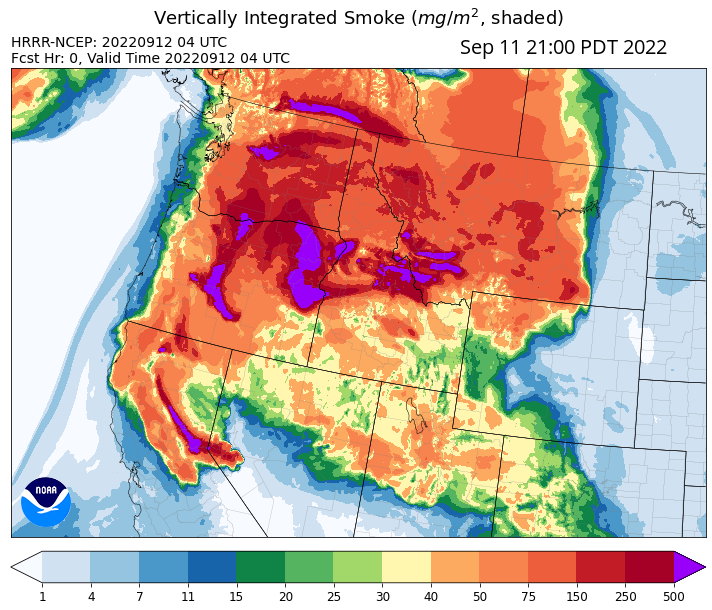 Vertically Integrated Smoke (mg/m², shaded)
HRRR-NCEP: 20220912 04 UTC
Fcst Hr: 0, Valid Time 20220912 04 UTC
Sep 11 21:00 PDT 2022
NOAA
1 4 7 11 15 20 25 30 40 50 75 150 250 500